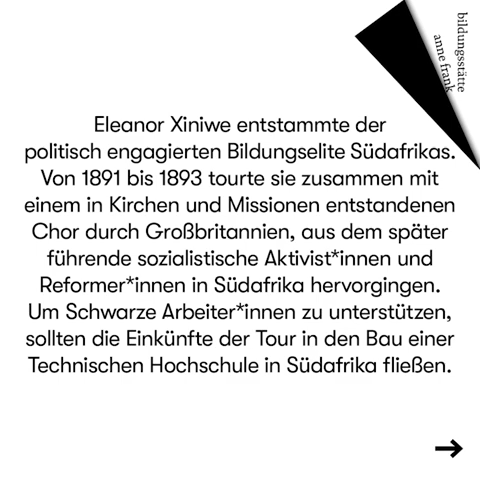 bildungsstätte
anne frank
Eleanor Xiniwe entstammte der
politisch engagierten Bildungselite Südafrikas.
Von 1891 bis 1893 tourte sie zusammen mit
einem in Kirchen und Missionen entstandenen
Chor durch Großbritannien, aus dem später
führende sozialistische Aktivist*innen und
Reformer*innen in Südafrika hervorgingen.
Um Schwarze Arbeiter*innen zu unterstützen,
sollten die Einkünfte der Tour in den Bau einer
Technischen Hochschule in Südafrika fließen.